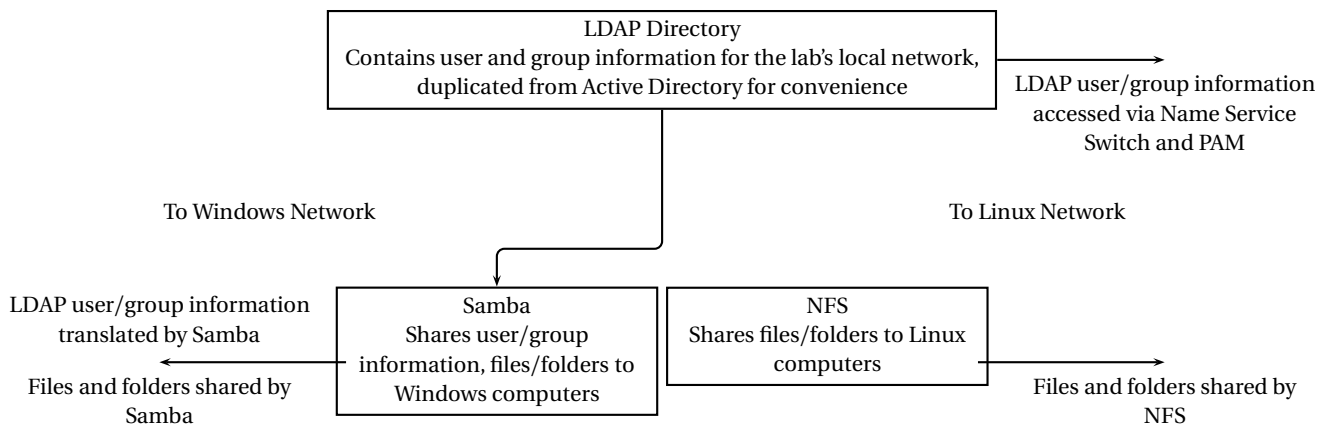 LDAP Directory
Contains user and group information for the lab's local network,
duplicated from Active Directory for convenience
LDAP user/group information
accessed via Name Service
Switch and PAM
To Windows Network
To Linux Network
LDAP user/group information
translated by Samba
Files and folders shared by
Samba
Samba
Shares user/group
information, files/folders to
Windows computers
NFS
Shares files/folders to Linux
computers
Files and folders shared by
NFS